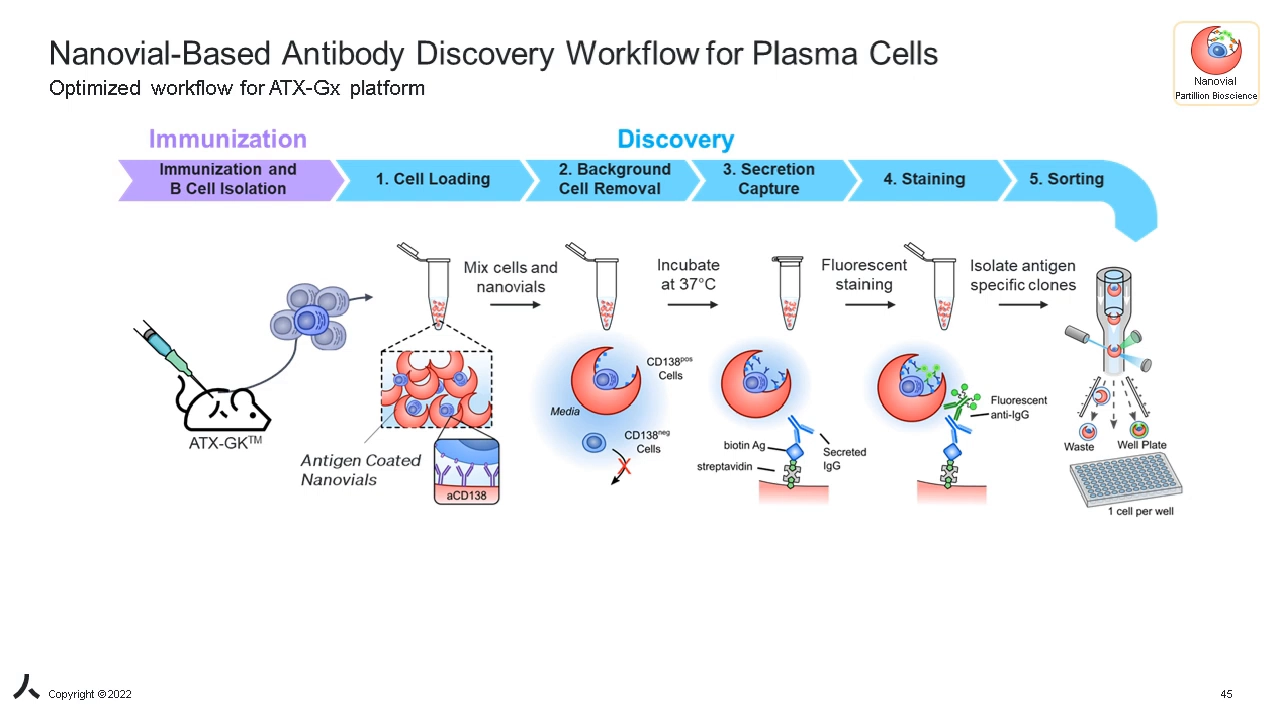 Nanovial-Based Antibody Discovery Workflow for Plasma Cells
Optimized workflow for ATX-Gx platform
Nanovial
Partillion Bioscience
Immunization
Discovery
Immunization and
B Cell Isolation
1. Cell Loading
2. Background
Cell Removal
3. Secretion
Capture
4. Staining
5. Sorting
Mix cells and
nanovials
Incubate
at 37°C
Fluorescent
staining
Isolate antigen
specific clones
ATX-GK™
Antigen Coated
Nanovials
aCD138
CD138pos
Cells
Media
CD138neg
Cells
biotin Ag
streptavidin
Secreted
IgG
Fluorescent
anti-IgG
Waste
Well Plate
1 cell per well
Copyright ©2022
45